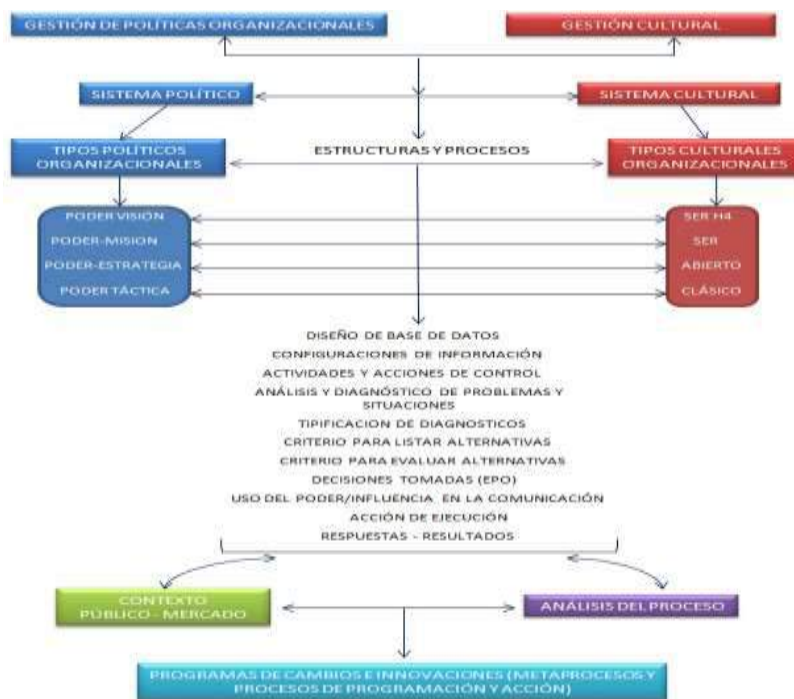 GESTIÓN DE POLÍTICAS ORGANIZACIONALES
GESTIÓN CULTURAL
SISTEMA POLÍTICO
SISTEMA CULTURAL
TIPOS POLÍTICOS
ORGANIZACIONALES
ESTRUCTURAS Y PROCESOS
TIPOS CULTURALES
ORGANIZACIONALES
PODER VISIÓN
SER H4
PODER-MISION
SER
PODER-ESTRATEGIA
ABIERTO
PODER TÁCTICA
CLÁSICO
DISEÑO DE BASE DE DATOS
CONFIGURACIONES DE INFORMACIÓN
ACTIVIDADES Y ACCIONES DE CONTROL
ANÁLISIS Y DIAGNÓSTICO DE PROBLEMAS Y
SITUACIONES
TIPIFICACION DE DIAGNOSTICOS
CRITERIO PARA LISTAR ALTERNATIVAS
CRITERIO PARA EVALUAR ALTERNATIVAS
DECISIONES TOMADAS (EPO)
USO DEL PODER/INFLUENCIA EN LA COMUNICACIÓN
ACCIÓN DE EJECUCIÓN
RESPUESTAS - RESULTADOS
CONTEXTO
PÚBLICO - MERCADO
ANÁLISIS DEL PROCESO
PROGRAMAS DE CAMBIOS E INNOVACIONES (METAPROCESOS Y
PROCESOS DE PROGRAMACIÓN Y ACCIÓN)